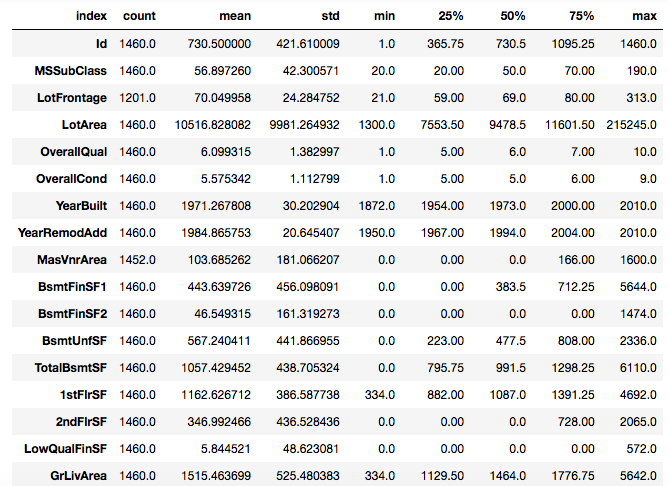 index count mean std min 25% 50% 75% max
Id 1460.0 730.500000 421.610009 1.0 365.75 730.5 1095.25 1460.0
MSSubClass 1460.0 56.897260 42.300571 20.0 20.00 50.0 70.00 190.0
LotFrontage 1201.0 70.049958 24.284752 21.0 59.00 69.0 80.00 313.0
LotArea 1460.0 10516.828082 9981.264932 1300.0 7553.50 9478.5 11601.50 215245.0
OverallQual 1460.0 6.099315 1.382997 1.0 5.00 6.0 7.00 10.0
OverallCond 1460.0 5.575342 1.112799 1.0 5.00 5.0 6.00 9.0
YearBuilt 1460.0 1971.267808 30.202904 1872.0 1954.00 1973.0 2000.00 2010.0
YearRemodAdd 1460.0 1984.865753 20.645407 1950.0 1967.00 1994.0 2004.00 2010.0
MasVnrArea 1452.0 103.685262 181.066207 0.0 0.00 0.0 166.00 1600.0
BsmtFinSF1 1460.0 443.639726 456.098091 0.0 0.00 383.5 712.25 5644.0
BsmtFinSF2 1460.0 46.549315 161.319273 0.0 0.00 0.0 0.00 1474.0
BsmtUnfSF 1460.0 567.240411 441.866955 0.0 223.00 477.5 808.00 2336.0
TotalBsmtSF 1460.0 1057.429452 438.705324 0.0 795.75 991.5 1298.25 6110.0
1stFlrSF 1460.0 1162.626712 386.587738 334.0 882.00 1087.0 1391.25 4692.0
2ndFlrSF 1460.0 346.992466 436.528436 0.0 0.00 0.0 728.00 2065.0
LowQualFinSF 1460.0 5.844521 48.623081 0.0 0.00 0.0 0.00 572.0
GrLivArea 1460.0 1515.463699 525.480383 334.0 1129.50 1464.0 1776.75 5642.0